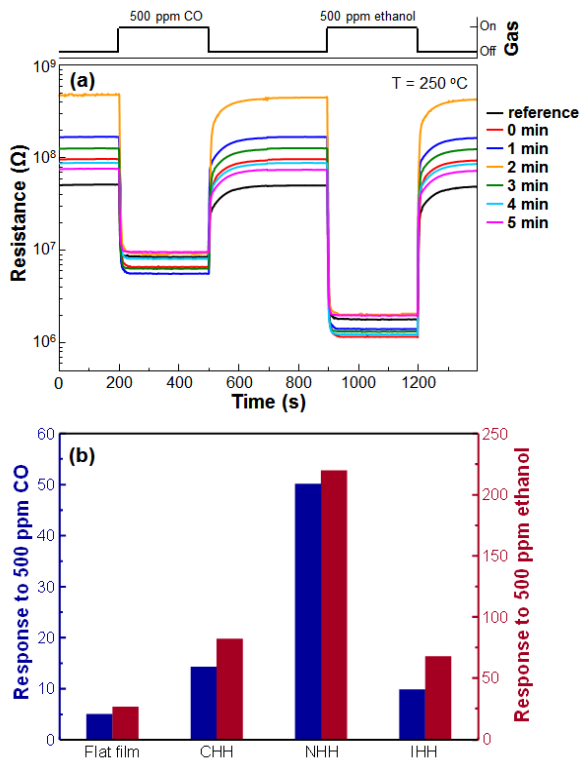 500 ppm CO
500 ppm ethanol
On
Off
Gas
(a)
T = 250 °C
10⁹
10⁸
10⁷
10⁶
Resistance (Ω)
reference
0 min
1 min
2 min
3 min
4 min
5 min
0 200 400 600 800 1000 1200
Time (s)
(b)
Response to 500 ppm CO
60
50
40
30
20
10
0
250
200
150
100
50
0
Response to 500 ppm ethanol
Flat film CHH NHH IHH